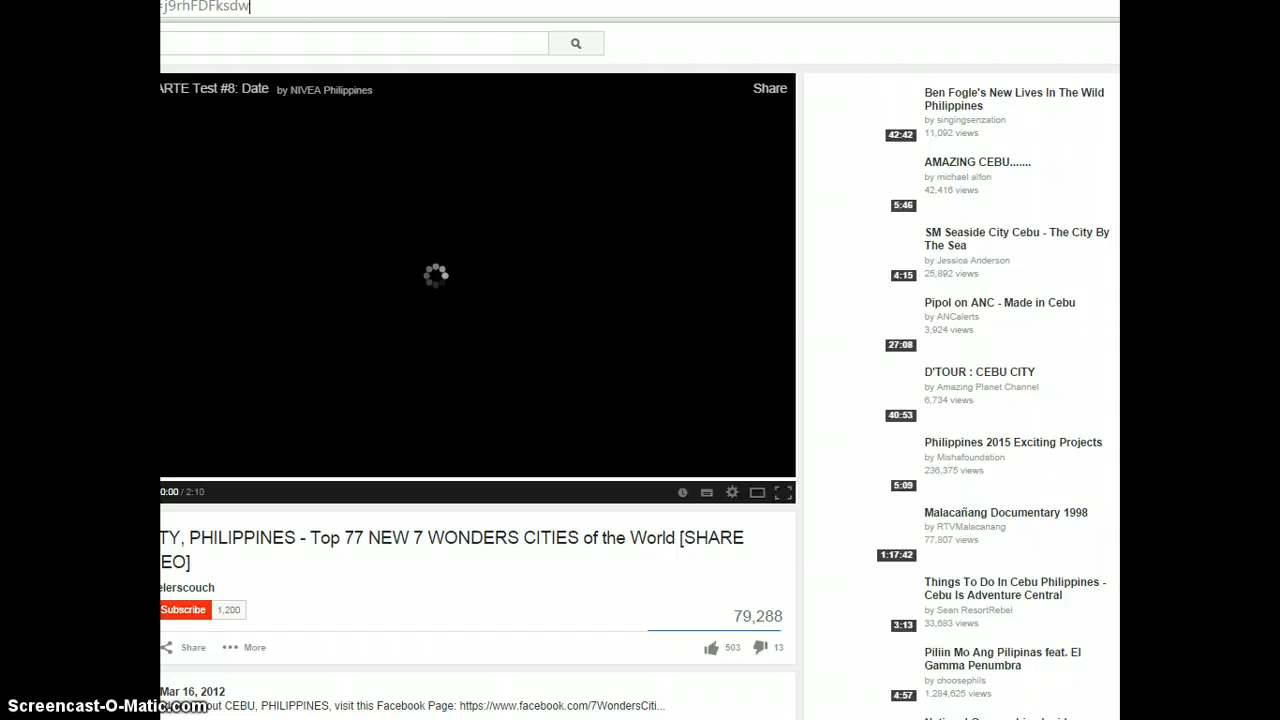 =j9rhFDFksdw
ARTE Test #8: Date by NIVEA Philippines
Share
0:00 / 2:10
TY, PHILIPPINES - Top 77 NEW 7 WONDERS CITIES of the World [SHARE
EO]
elerscouch
Subscribe 1,200
79,288
Share More
503 13
Mar 16, 2012
out CEBU, PHILIPPINES, visit this Facebook Page: https://www.facebook.com/7WondersCiti...
Ben Fogle's New Lives In The Wild
Philippines
by singingsenzation
11,092 views
42:42
AMAZING CEBU.......
by michael alfon
42,416 views
5:46
SM Seaside City Cebu - The City By
The Sea
by Jessica Anderson
25,892 views
4:15
Pipol on ANC - Made in Cebu
by ANCalerts
3,924 views
27:08
D'TOUR : CEBU CITY
by Amazing Planet Channel
6,734 views
40:53
Philippines 2015 Exciting Projects
by Mishafoundation
236,375 views
5:09
Malacañang Documentary 1998
by RTVMalacanang
77,807 views
1:17:42
Things To Do In Cebu Philippines -
Cebu Is Adventure Central
by Sean ResortRebel
33,683 views
3:13
Piliin Mo Ang Pilipinas feat. El
Gamma Penumbra
by choosephils
1,284,625 views
4:57
Screencast-O-Matic.com